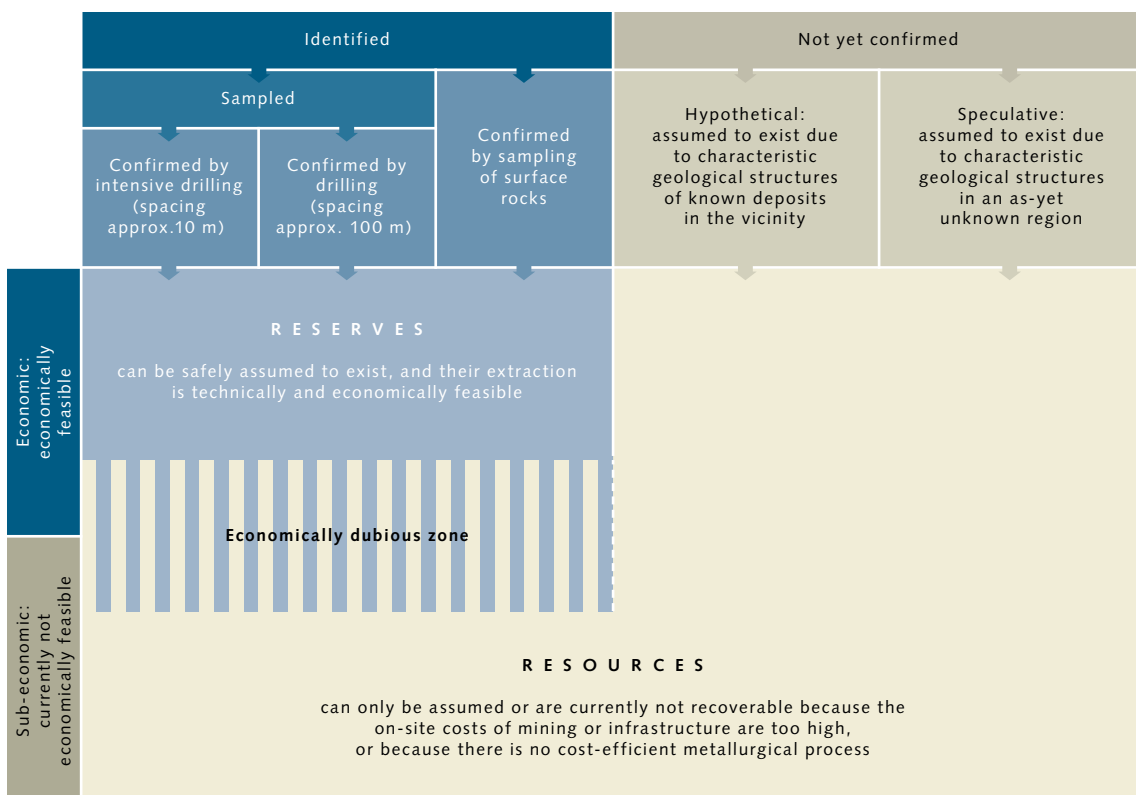 Identified
Not yet confirmed
Sampled
Confirmed by
intensive drilling
(spacing
approx.10 m)
Confirmed by
drilling
(spacing
approx. 100 m)
Confirmed
by sampling
of surface
rocks
Hypothetical:
assumed to exist due
to characteristic
geological structures
of known deposits
in the vicinity
Speculative:
assumed to exist due
to characteristic
geological structures
in an as-yet
unknown region
Economic:
economically
feasible
RESERVES
can be safely assumed to exist, and their extraction
is technically and economically feasible
Economically dubious zone
Sub-economic:
currently not
economically feasible
RESOURCES
can only be assumed or are currently not recoverable because the
on-site costs of mining or infrastructure are too high,
or because there is no cost-efficient metallurgical process